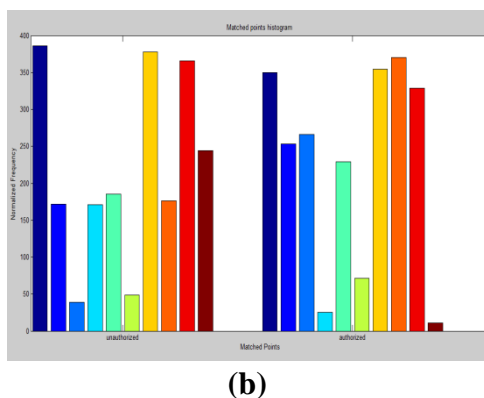 Matched points histogram
400
350
300
250
200
150
100
50
0
Normalized Frequency
unauthorized authorized
Matched Points
(b)